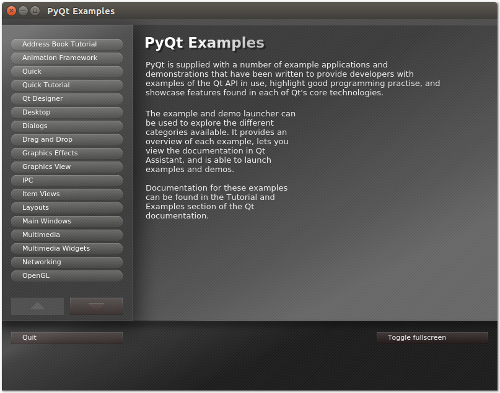 PyQt Examples
Address Book Tutorial
Animation Framework
Quick
Quick Tutorial
Qt Designer
Desktop
Dialogs
Drag and Drop
Graphics Effects
Graphics View
IPC
Item Views
Layouts
Main Windows
Multimedia
Multimedia Widgets
Networking
OpenGL
PyQt Examples
PyQt is supplied with a number of example applications and
demonstrations that have been written to provide developers with
examples of the Qt API in use, highlight good programming practise, and
showcase features found in each of Qt's core technologies.
The example and demo launcher can
be used to explore the different
categories available. It provides an
overview of each example, lets you
view the documentation in Qt
Assistant, and is able to launch
examples and demos.
Documentation for these examples
can be found in the Tutorial and
Examples section of the Qt
documentation.
Quit
Toggle fullscreen